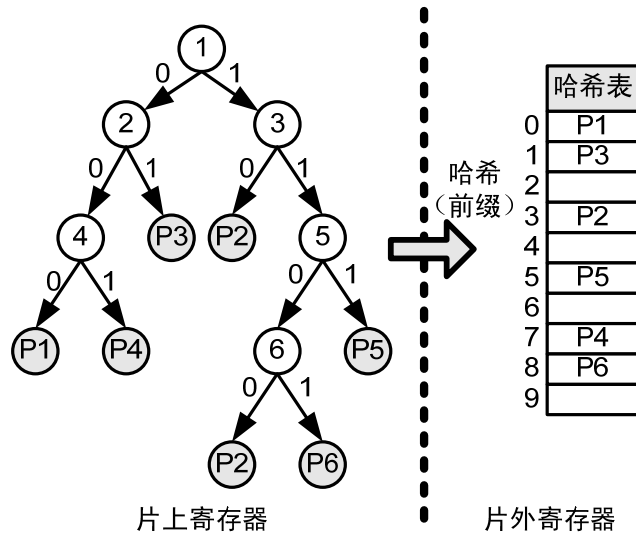 1
0 1
2 3
0 1 0 1
4 P3 P2 5
0 1 0 1
P1 P4 6 P5
0 1
P2 P6
片上寄存器
哈希
（前缀）
哈希表
0 P1
1 P3
2
3 P2
4
5 P5
6
7 P4
8 P6
9
片外寄存器